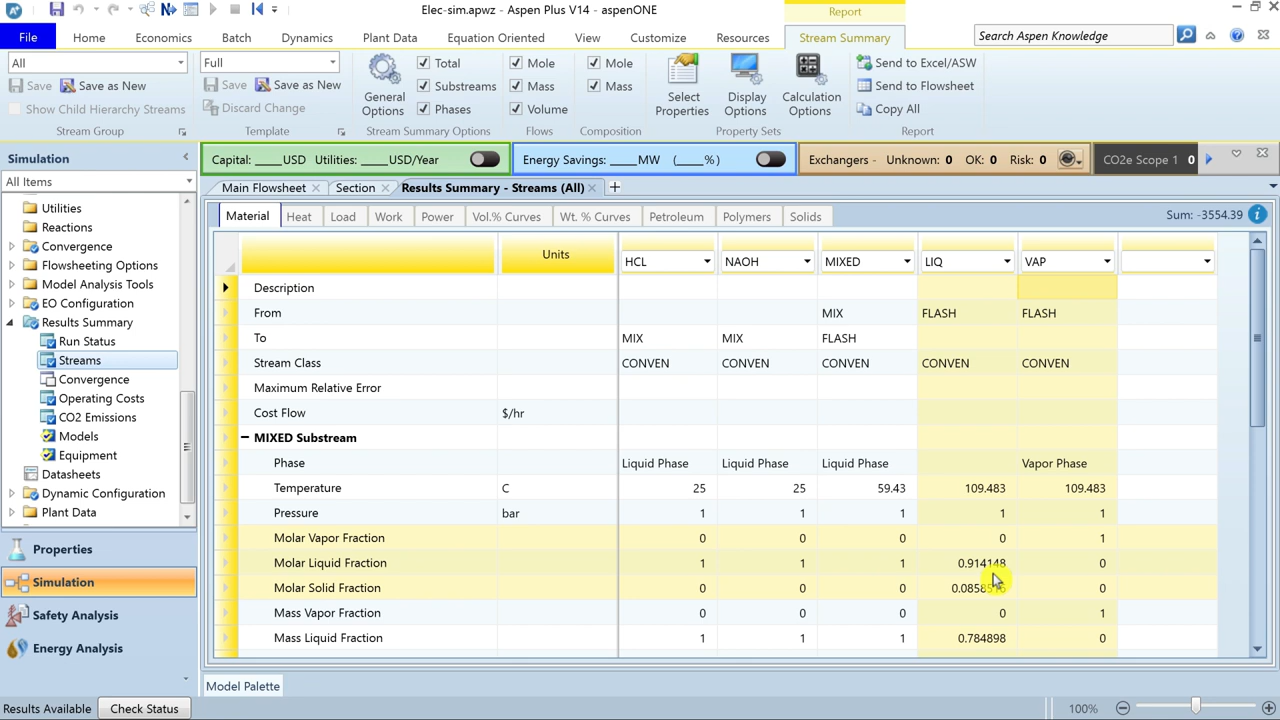 Elec-sim.apwz - Aspen Plus V14 - aspenONE
Report
File Home Economics Batch Dynamics Plant Data Equation Oriented View Customize Resources Stream Summary Search Aspen Knowledge
All Full
Save Save as New Save Save as New
Show Child Hierarchy Streams Discard Change
Stream Group Template
General Options
Total Mole Mole
Substreams Mass Mass
Phases Volume
Stream Summary Options Flows Composition
Select Properties Display Options Calculation Options
Property Sets
Send to Excel/ASW
Send to Flowsheet
Copy All
Report
Simulation
All Items
Capital: _____USD Utilities: _____USD/Year Energy Savings: _____MW (_____%) Exchangers - Unknown: 0 OK: 0 Risk: 0 CO2e Scope 1 0
Main Flowsheet Section Results Summary - Streams (All)
Material Heat Load Work Power Vol.% Curves Wt. % Curves Petroleum Polymers Solids Sum: -3554.39
Utilities
Reactions
Convergence
Flowsheeting Options
Model Analysis Tools
EO Configuration
Results Summary
Run Status
Streams
Convergence
Operating Costs
CO2 Emissions
Models
Equipment
Datasheets
Dynamic Configuration
Plant Data
Properties
Simulation
Safety Analysis
Energy Analysis
Units HCL NAOH MIXED LIQ VAP
Description
From MIX FLASH FLASH
To MIX MIX FLASH
Stream Class CONVEN CONVEN CONVEN CONVEN CONVEN
Maximum Relative Error
Cost Flow $/hr
MIXED Substream
Phase Liquid Phase Liquid Phase Liquid Phase Vapor Phase
Temperature C 25 25 59.43 109.483 109.483
Pressure bar 1 1 1 1 1
Molar Vapor Fraction 0 0 0 0 1
Molar Liquid Fraction 1 1 1 0.914148 0
Molar Solid Fraction 0 0 0 0
Mass Vapor Fraction 0 0 0 0 1
Mass Liquid Fraction 1 1 1 0.784898 0
Model Palette
Results Available Check Status 100%